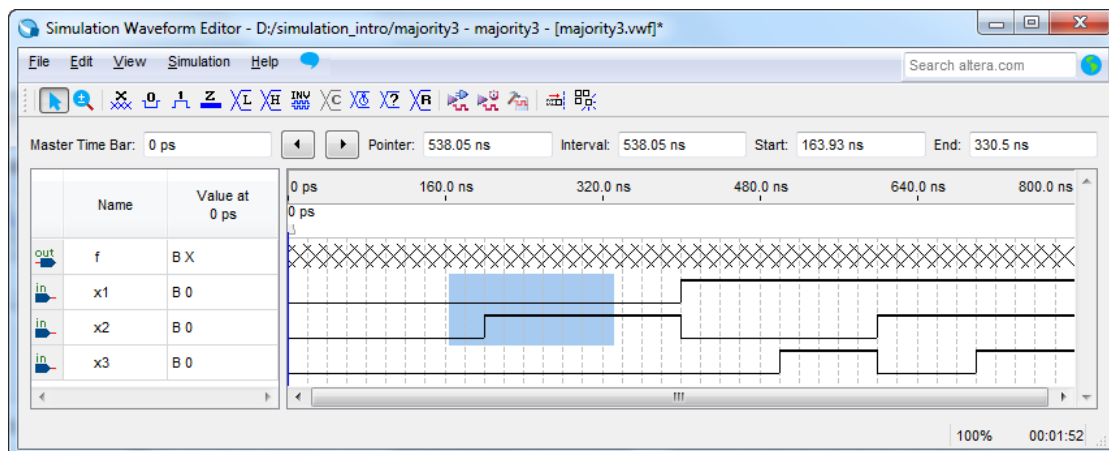 Simulation Waveform Editor - D:/simulation_intro/majority3 - majority3 - [majority3.vwf]*
File Edit View Simulation Help Search altera.com
Master Time Bar: 0 ps Pointer: 538.05 ns Interval: 538.05 ns Start: 163.93 ns End: 330.5 ns
Name Value at 0 ps
0 ps 160.0 ns 320.0 ns 480.0 ns 640.0 ns 800.0 ns
0 ps
out f B X
in x1 B 0
in x2 B 0
in x3 B 0
100% 00:01:52